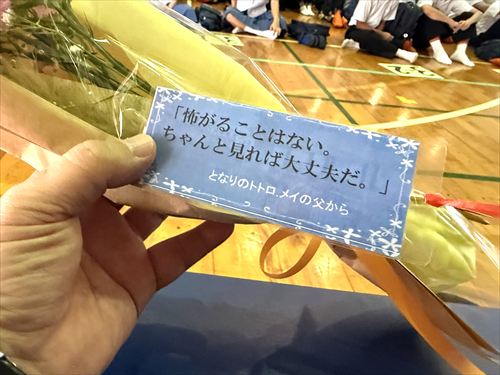 「怖がることはない。
ちゃんと見れば大丈夫だ。」
となりのトトロ.メイの父から